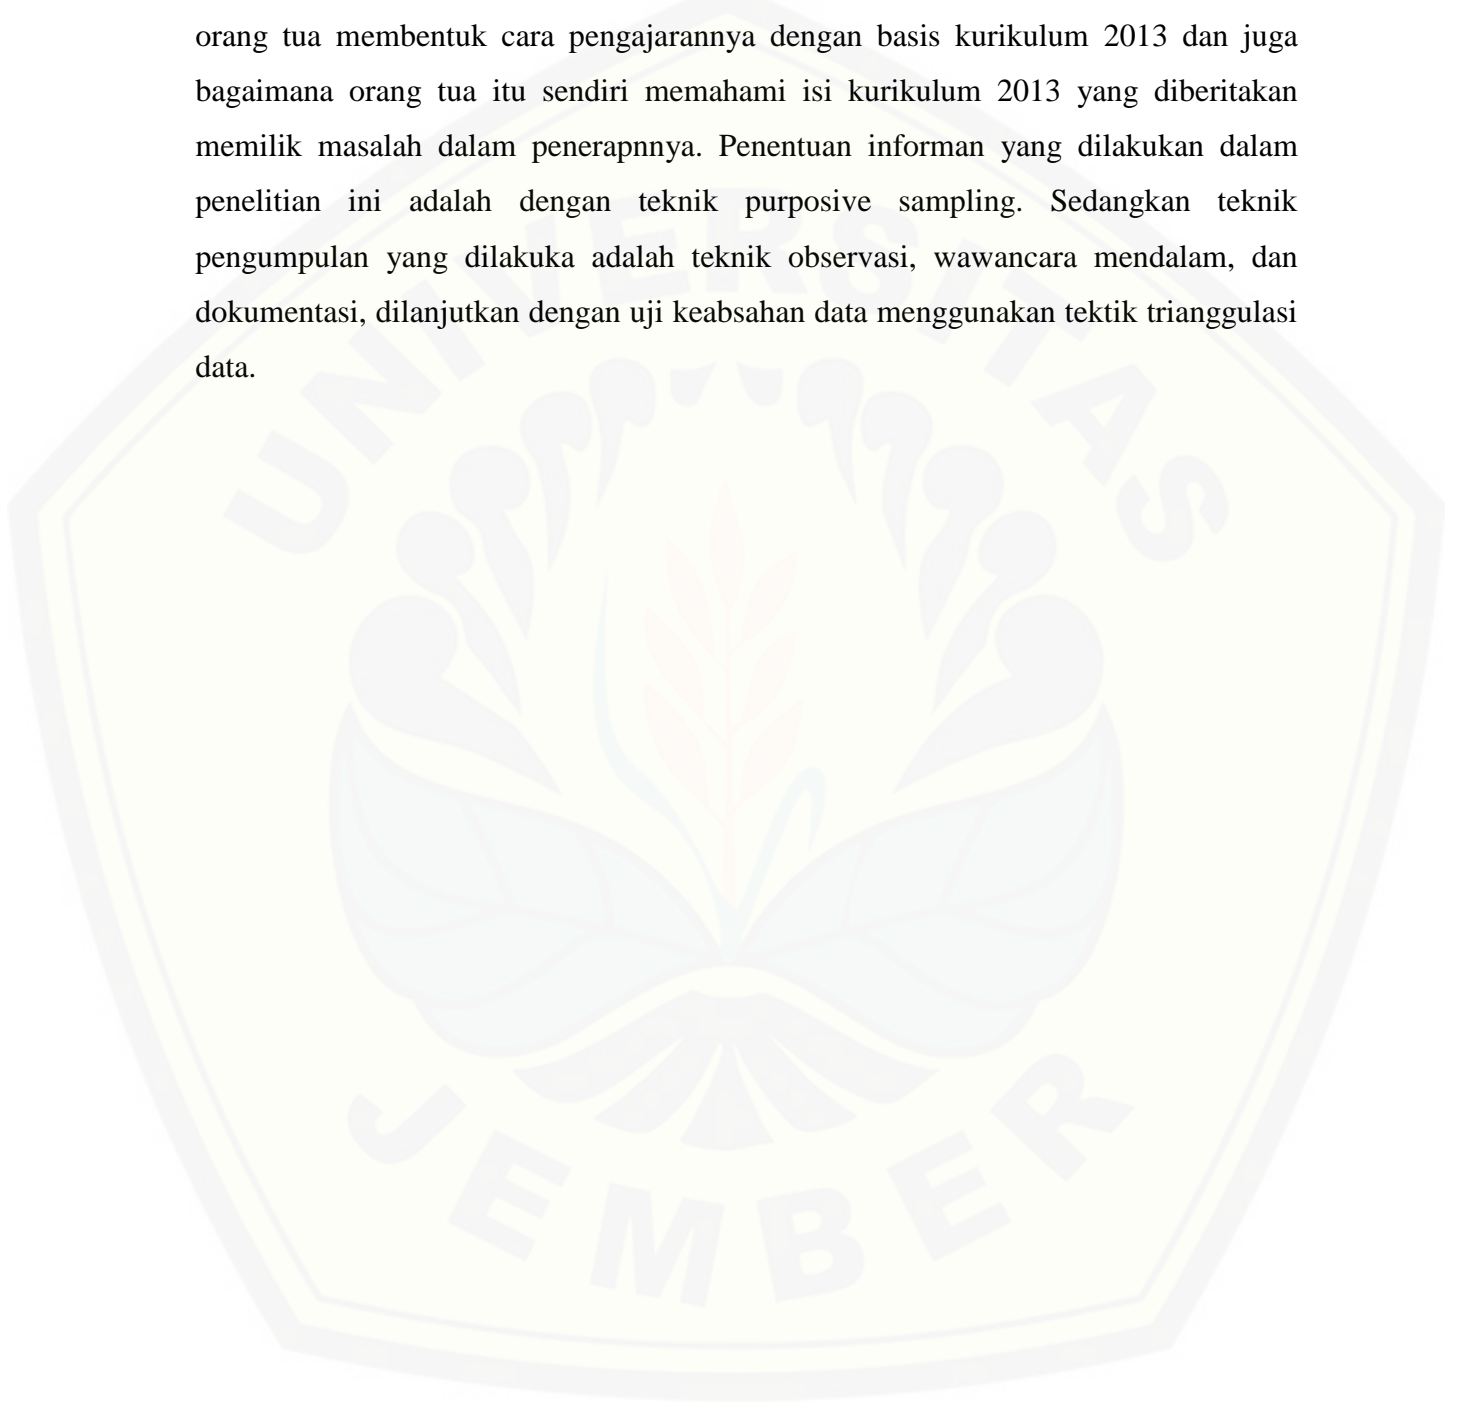 orang tua membentuk cara pengajarannya dengan basis kurikulum 2013 dan juga
bagaimana orang tua itu sendiri memahami isi kurikulum 2013 yang diberitakan
memilik masalah dalam penerapnnya. Penentuan informan yang dilakukan dalam
penelitian ini adalah dengan teknik purposive sampling. Sedangkan teknik
pengumpulan yang dilakuka adalah teknik observasi, wawancara mendalam, dan
dokumentasi, dilanjutkan dengan uji keabsahan data menggunakan tektik trianggulasi
data.
UNIVERSITAS
JEMBER